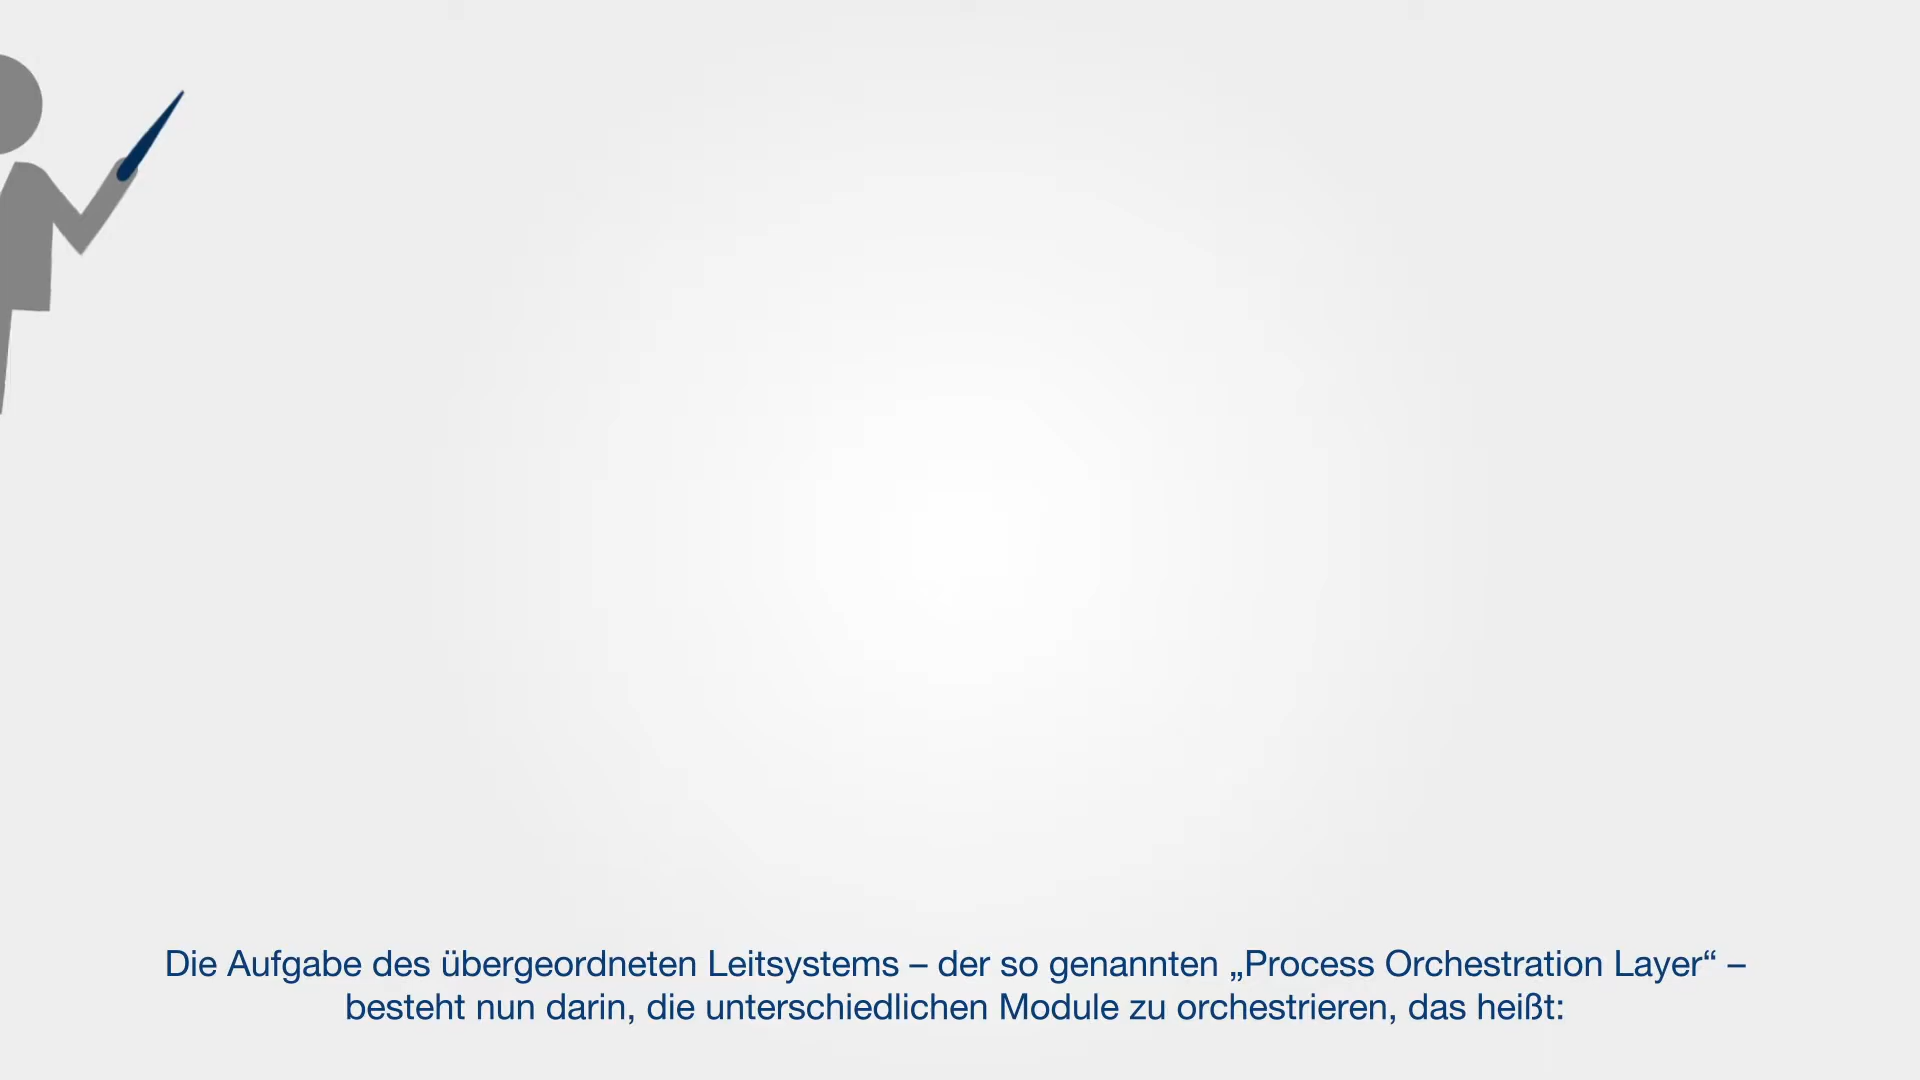 Die Aufgabe des übergeordneten Leitsystems – der so genannten „Process Orchestration Layer“ –
besteht nun darin, die unterschiedlichen Module zu orchestrieren, das heißt: